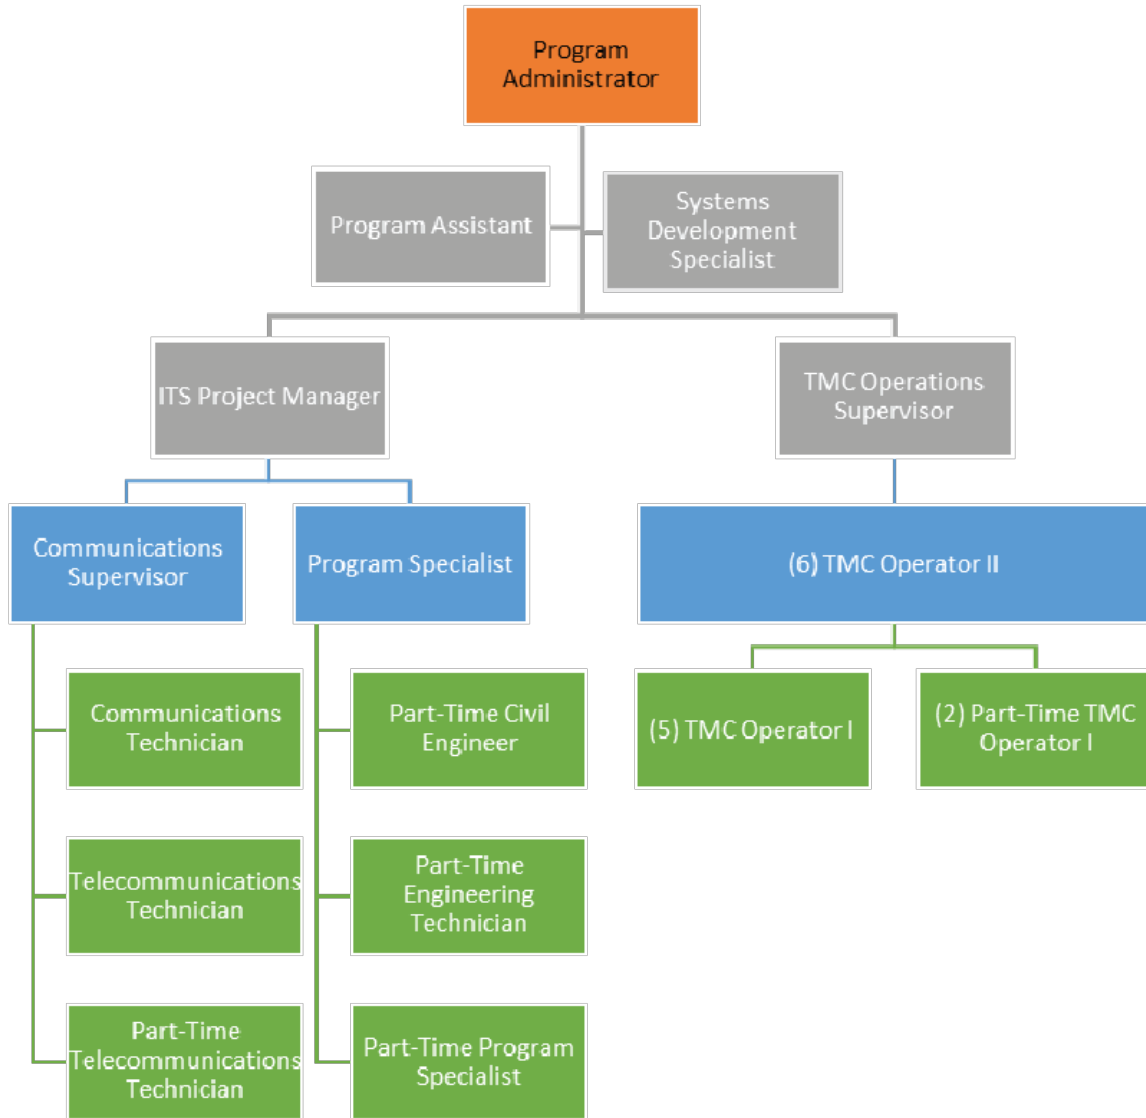 Program
Administrator
Program Assistant
Systems
Development
Specialist
ITS Project Manager
TMC Operations
Supervisor
Communications
Supervisor
Program Specialist
(6) TMC Operator II
Communications
Technician
Part-Time Civil
Engineer
(5) TMC Operator I
(2) Part-Time TMC
Operator I
Telecommunications
Technician
Part-Time
Engineering
Technician
Part-Time
Telecommunications
Technician
Part-Time Program
Specialist